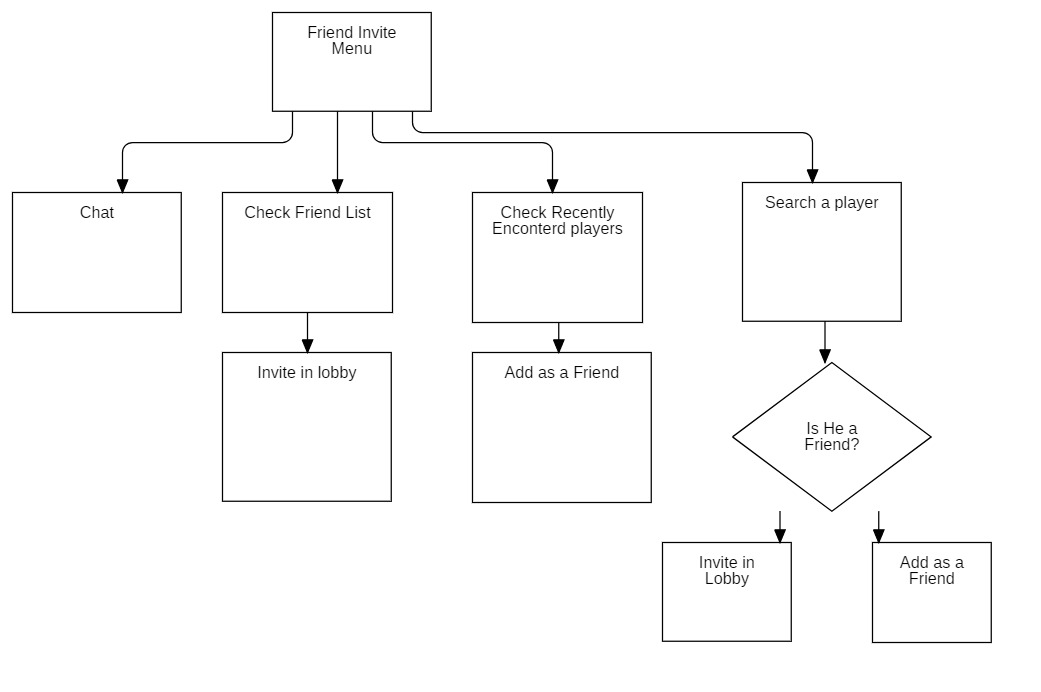 Friend Invite
Menu
Chat
Check Friend List
Check Recently
Enconterd players
Search a player
Invite in lobby
Add as a Friend
Is He a
Friend?
Invite in
Lobby
Add as a
Friend